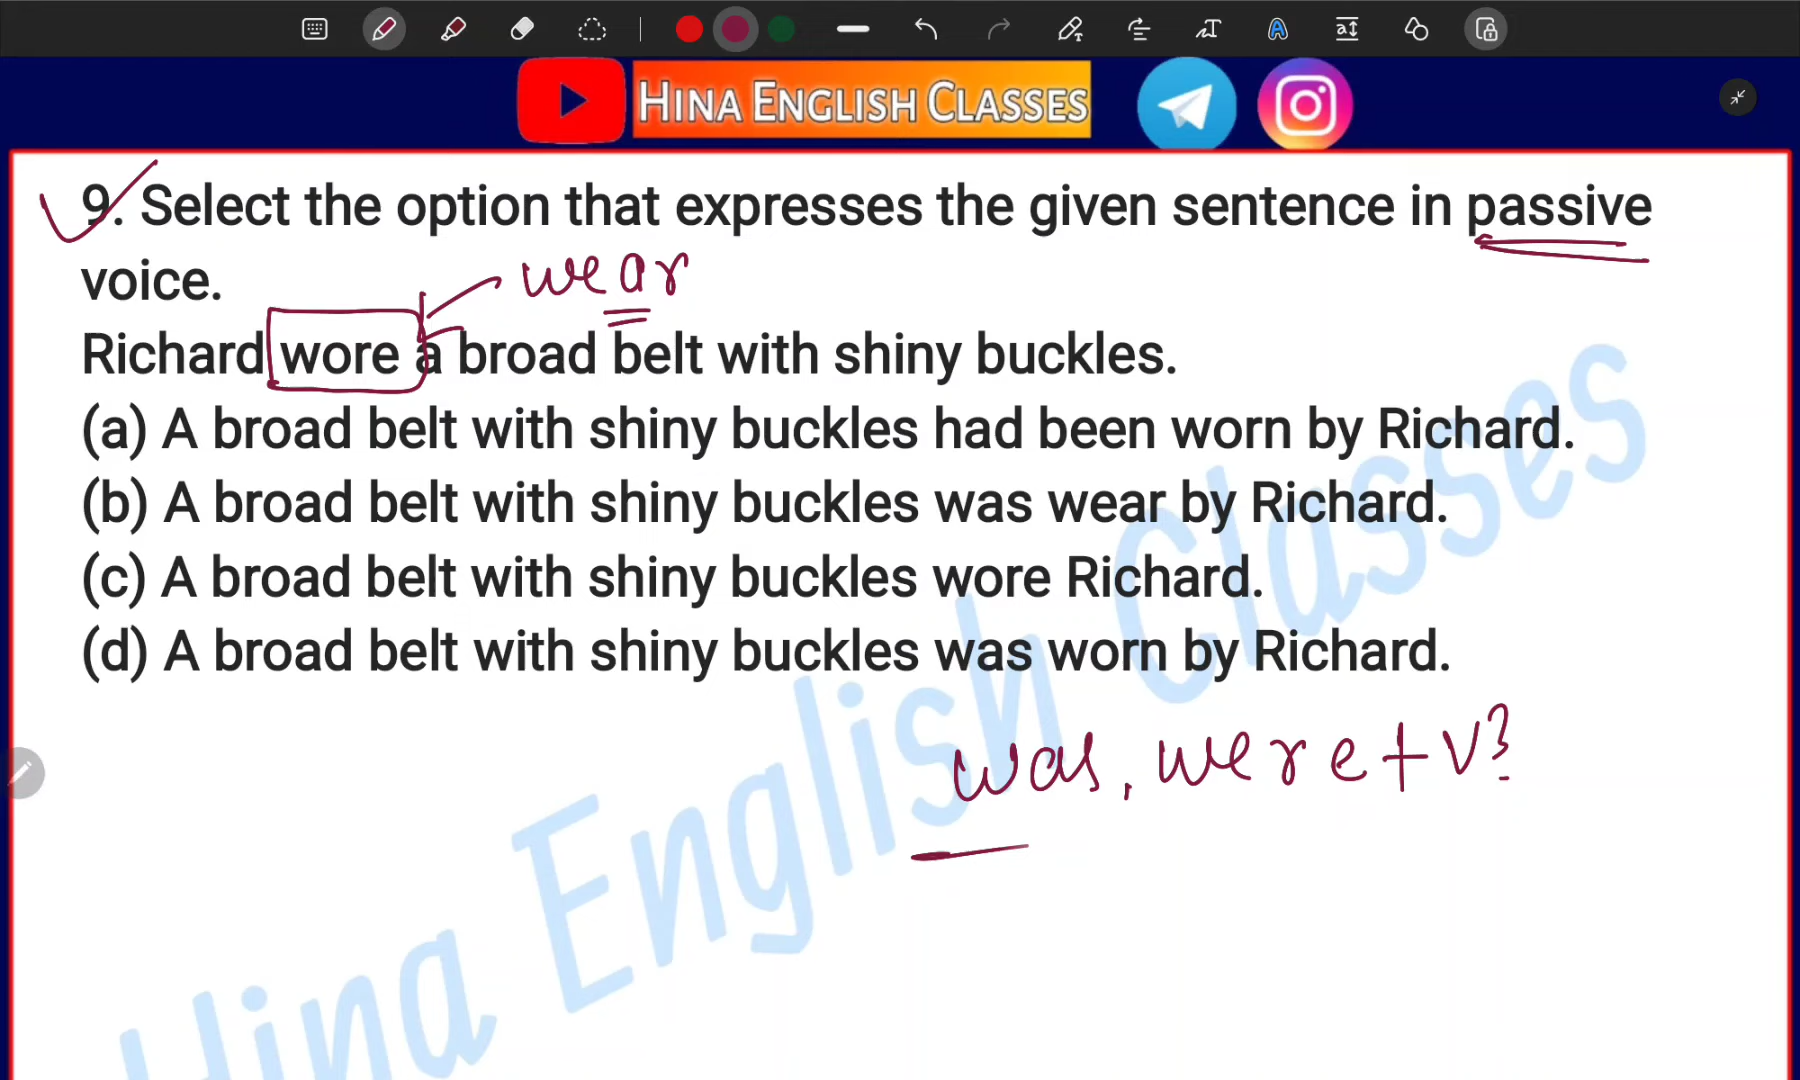 HINA ENGLISH CLASSES
9. Select the option that expresses the given sentence in passive
voice.
wear
Richard wore a broad belt with shiny buckles.
(a) A broad belt with shiny buckles had been worn by Richard.
(b) A broad belt with shiny buckles was wear by Richard.
(c) A broad belt with shiny buckles wore Richard.
(d) A broad belt with shiny buckles was worn by Richard.
was, were + V3
Hina English Classes